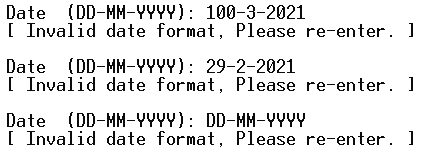 Date  (DD-MM-YYYY): 100-3-2021
[ Invalid date format, Please re-enter. ]
Date  (DD-MM-YYYY): 29-2-2021
[ Invalid date format, Please re-enter. ]
Date  (DD-MM-YYYY): DD-MM-YYYY
[ Invalid date format, Please re-enter. ]